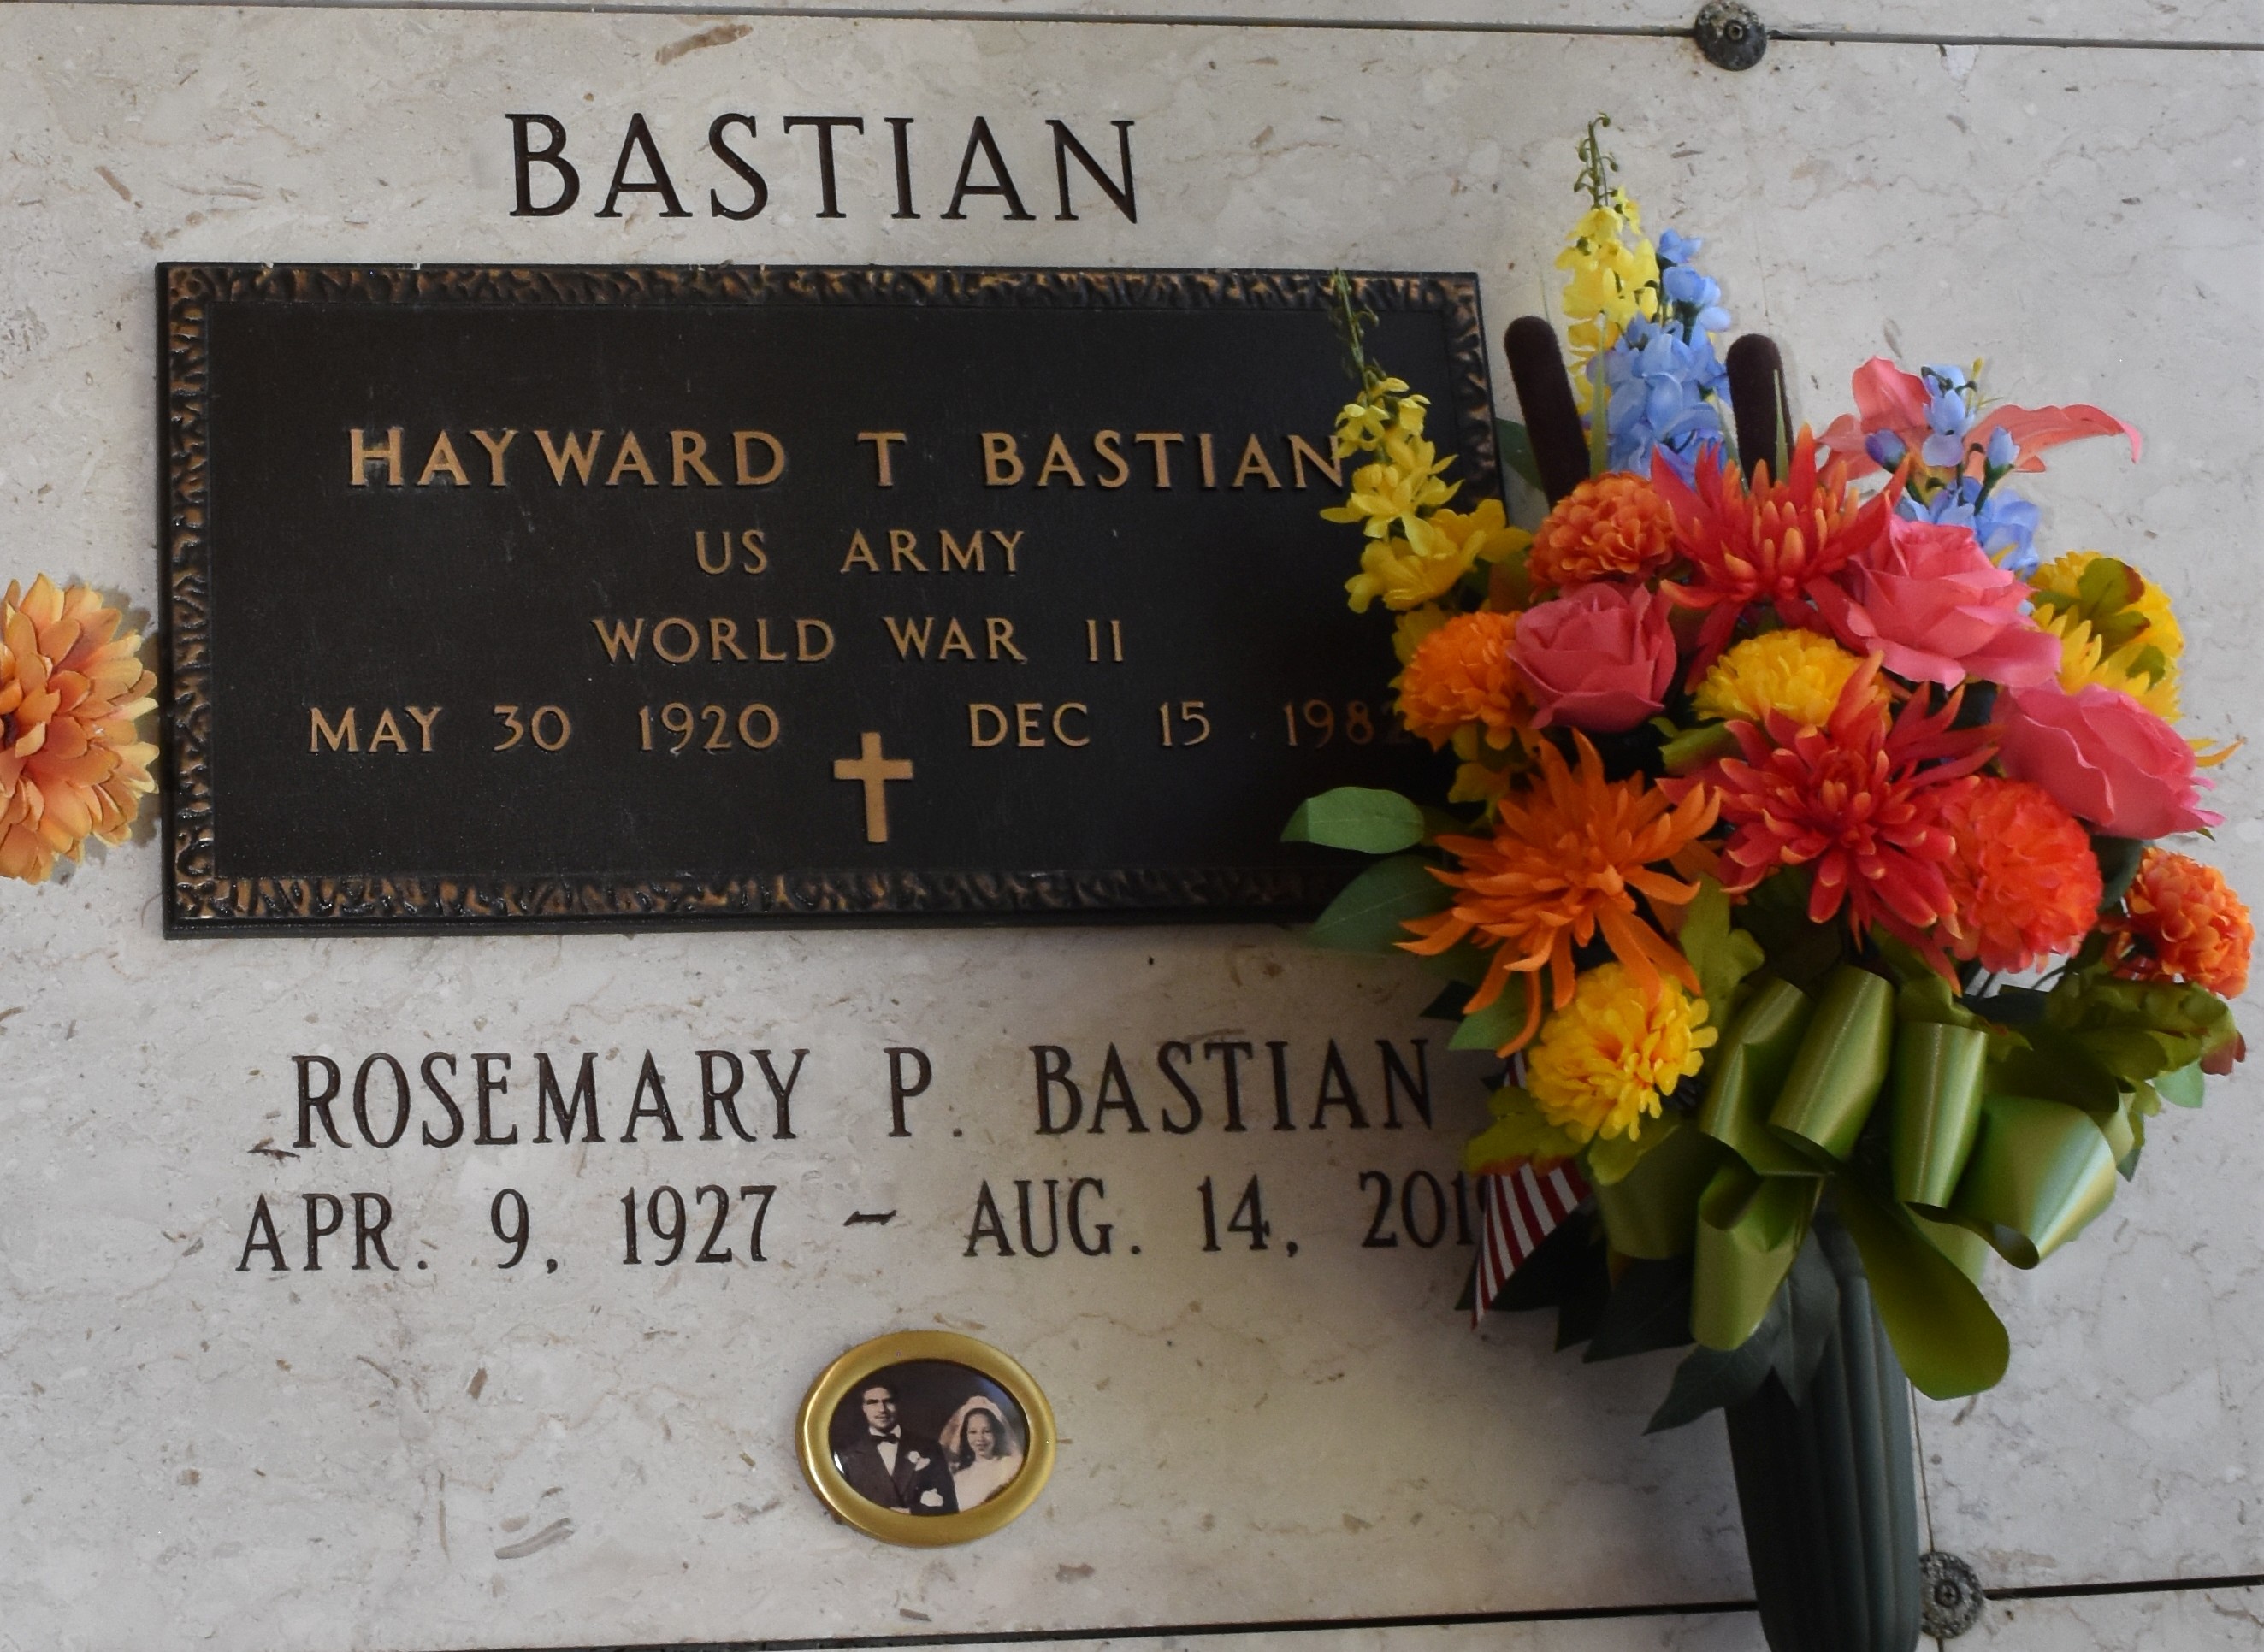 BASTIAN
HAYWARD T BASTIAN
US ARMY
WORLD WAR II
MAY 30 1920 DEC 15 1982
ROSEMARY P. BASTIAN
APR. 9, 1927 ~ AUG. 14,